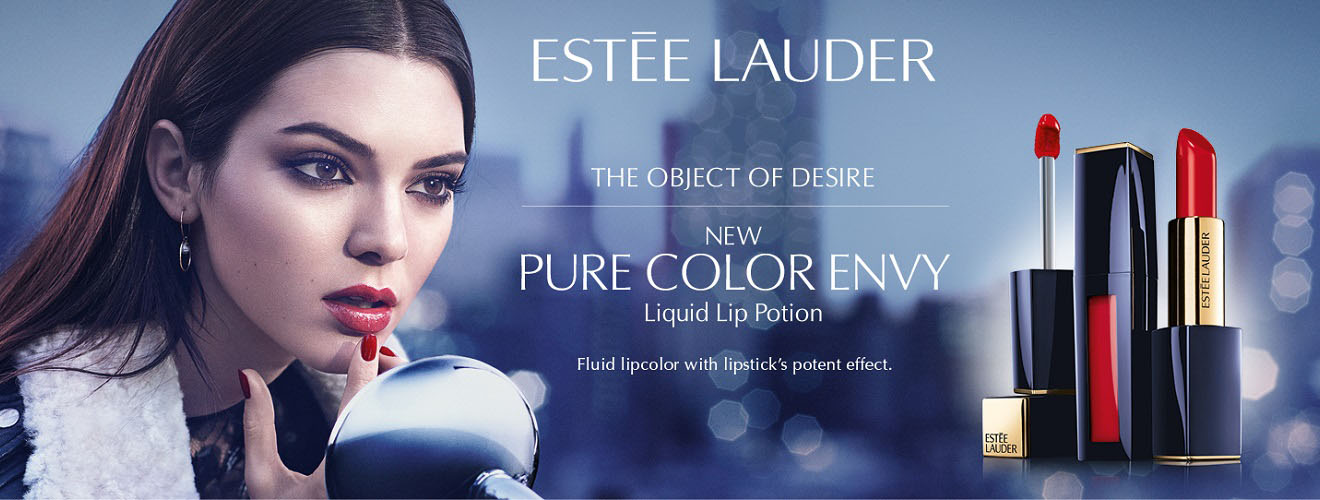 ESTĒE LAUDER
THE OBJECT OF DESIRE
NEW
PURE COLOR ENVY
Liquid Lip Potion
Fluid lipcolor with lipstick's potent effect.
ESTĒE
LAUDER
ESTĒE LAUDER